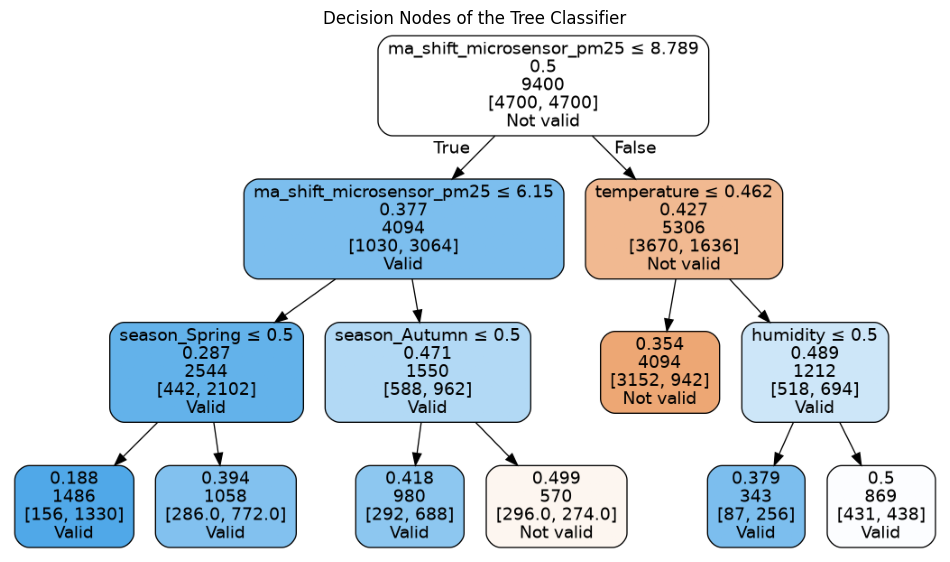 Decision Nodes of the Tree Classifier
ma_shift_microsensor_pm25 ≤ 8.789
0.5
9400
[4700, 4700]
Not valid
True
False
ma_shift_microsensor_pm25 ≤ 6.15
0.377
4094
[1030, 3064]
Valid
temperature ≤ 0.462
0.427
5306
[3670, 1636]
Not valid
season_Spring ≤ 0.5
0.287
2544
[442, 2102]
Valid
season_Autumn ≤ 0.5
0.471
1550
[588, 962]
Valid
0.354
4094
[3152, 942]
Not valid
humidity ≤ 0.5
0.489
1212
[518, 694]
Valid
0.188
1486
[156, 1330]
Valid
0.394
1058
[286.0, 772.0]
Valid
0.418
980
[292, 688]
Valid
0.499
570
[296.0, 274.0]
Not valid
0.379
343
[87, 256]
Valid
0.5
869
[431, 438]
Valid